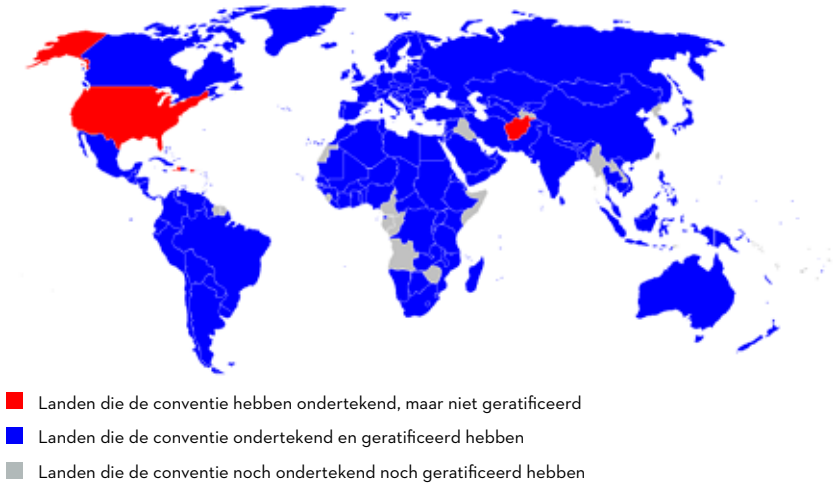 Landen die de conventie hebben ondertekend, maar niet geratificeerd
Landen die de conventie ondertekend en geratificeerd hebben
Landen die de conventie noch ondertekend noch geratificeerd hebben